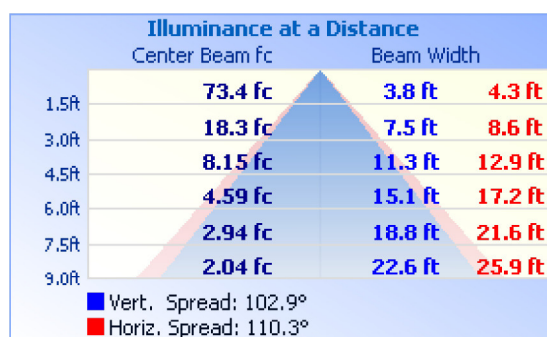 Illuminance at a Distance
Center Beam fc Beam Width
1.5ft 73.4 fc 3.8 ft 4.3 ft
3.0ft 18.3 fc 7.5 ft 8.6 ft
4.5ft 8.15 fc 11.3 ft 12.9 ft
6.0ft 4.59 fc 15.1 ft 17.2 ft
7.5ft 2.94 fc 18.8 ft 21.6 ft
9.0ft 2.04 fc 22.6 ft 25.9 ft
Vert. Spread: 102.9°
Horiz. Spread: 110.3°